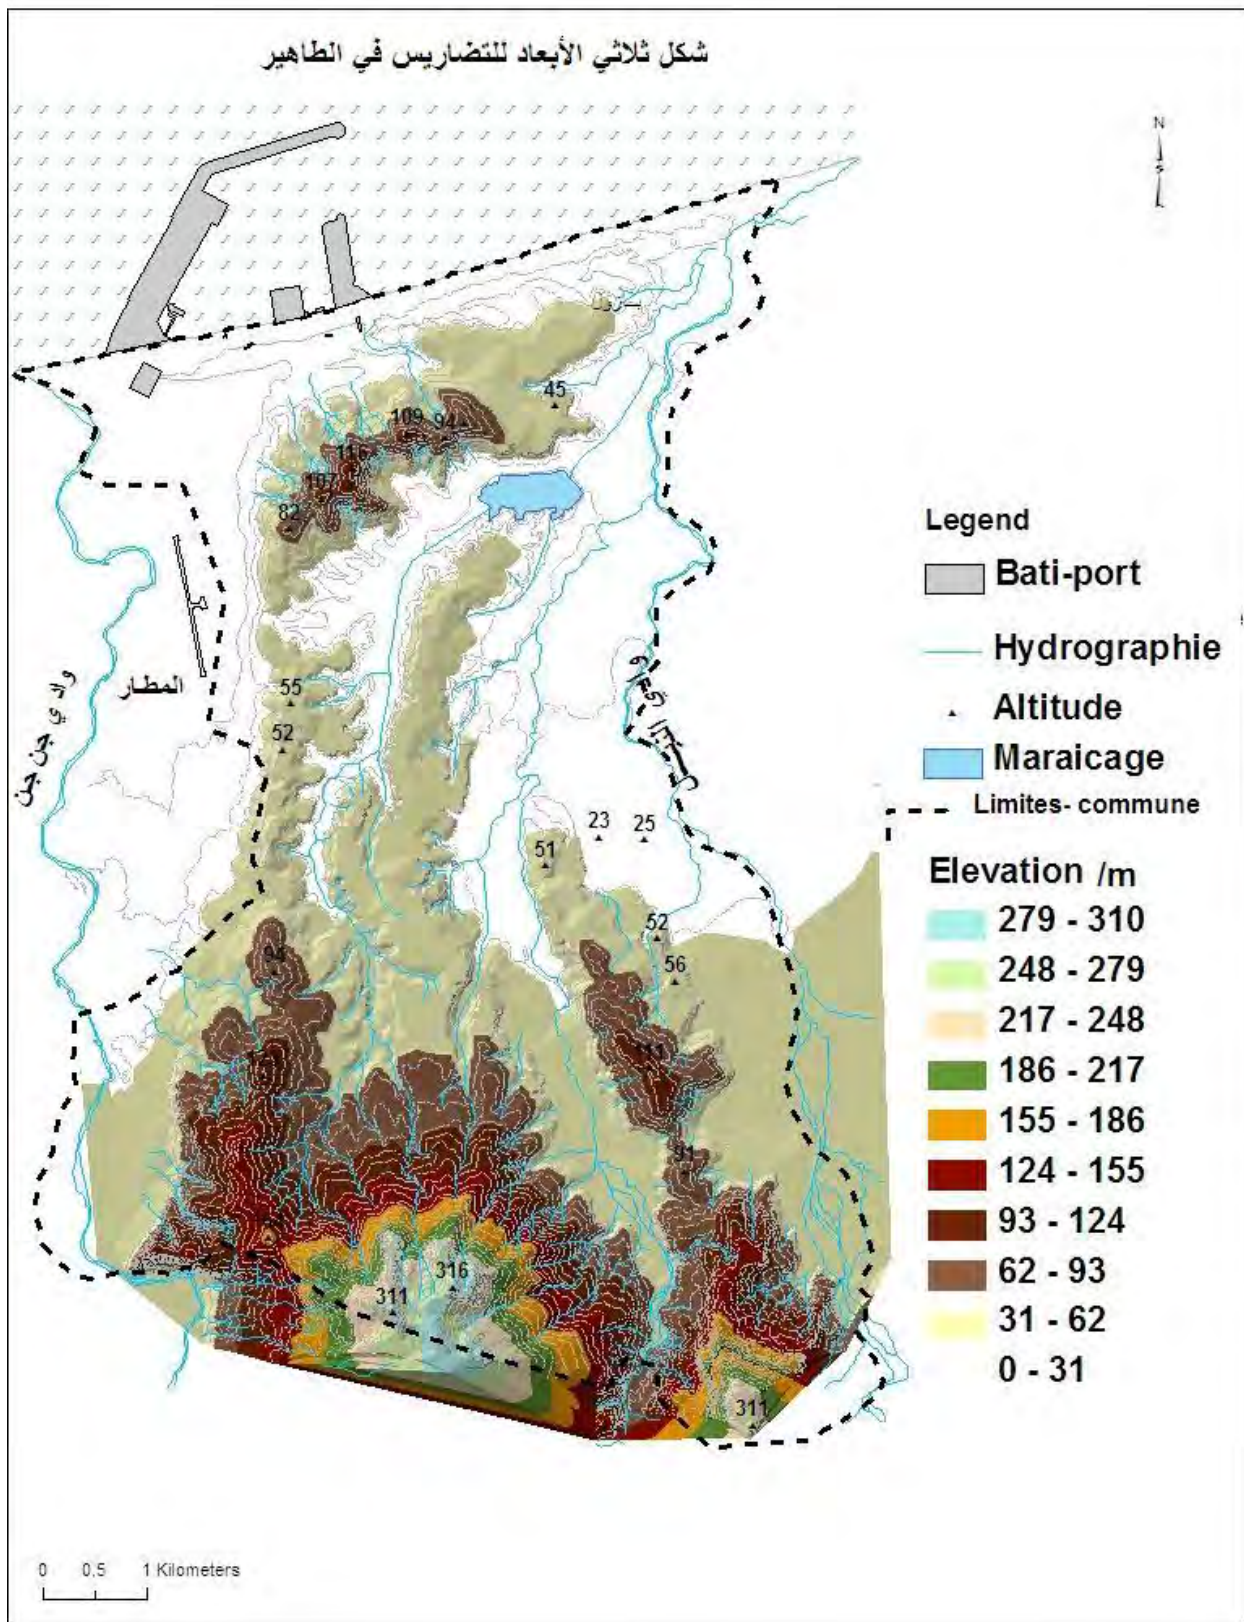 شكل ثلاثي الأبعاد للتضاريس في الطاهير
N
45
109
94
116
107
82
المطار
وادي جن جن
55
52
23
25
51
52
56
94
111
91
316
311
311
Legend
Bati-port
Hydrographie
Altitude
Maraicage
Limites- commune
Elevation /m
279 - 310
248 - 279
217 - 248
186 - 217
155 - 186
124 - 155
93 - 124
62 - 93
31 - 62
0 - 31
0 0.5 1 Kilometers